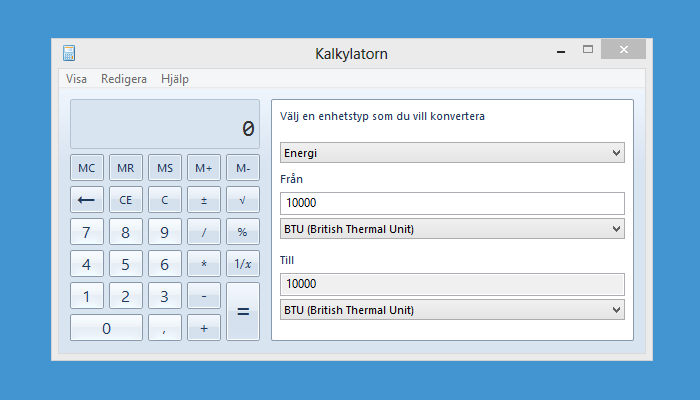 Kalkylatorn
Visa Redigera Hjälp
0
MC MR MS M+ M-
← CE C ± √
7 8 9 / %
4 5 6 * 1/x
1 2 3 - =
0 , +
Välj en enhetstyp som du vill konvertera
Energi
Från
10000
BTU (British Thermal Unit)
Till
10000
BTU (British Thermal Unit)